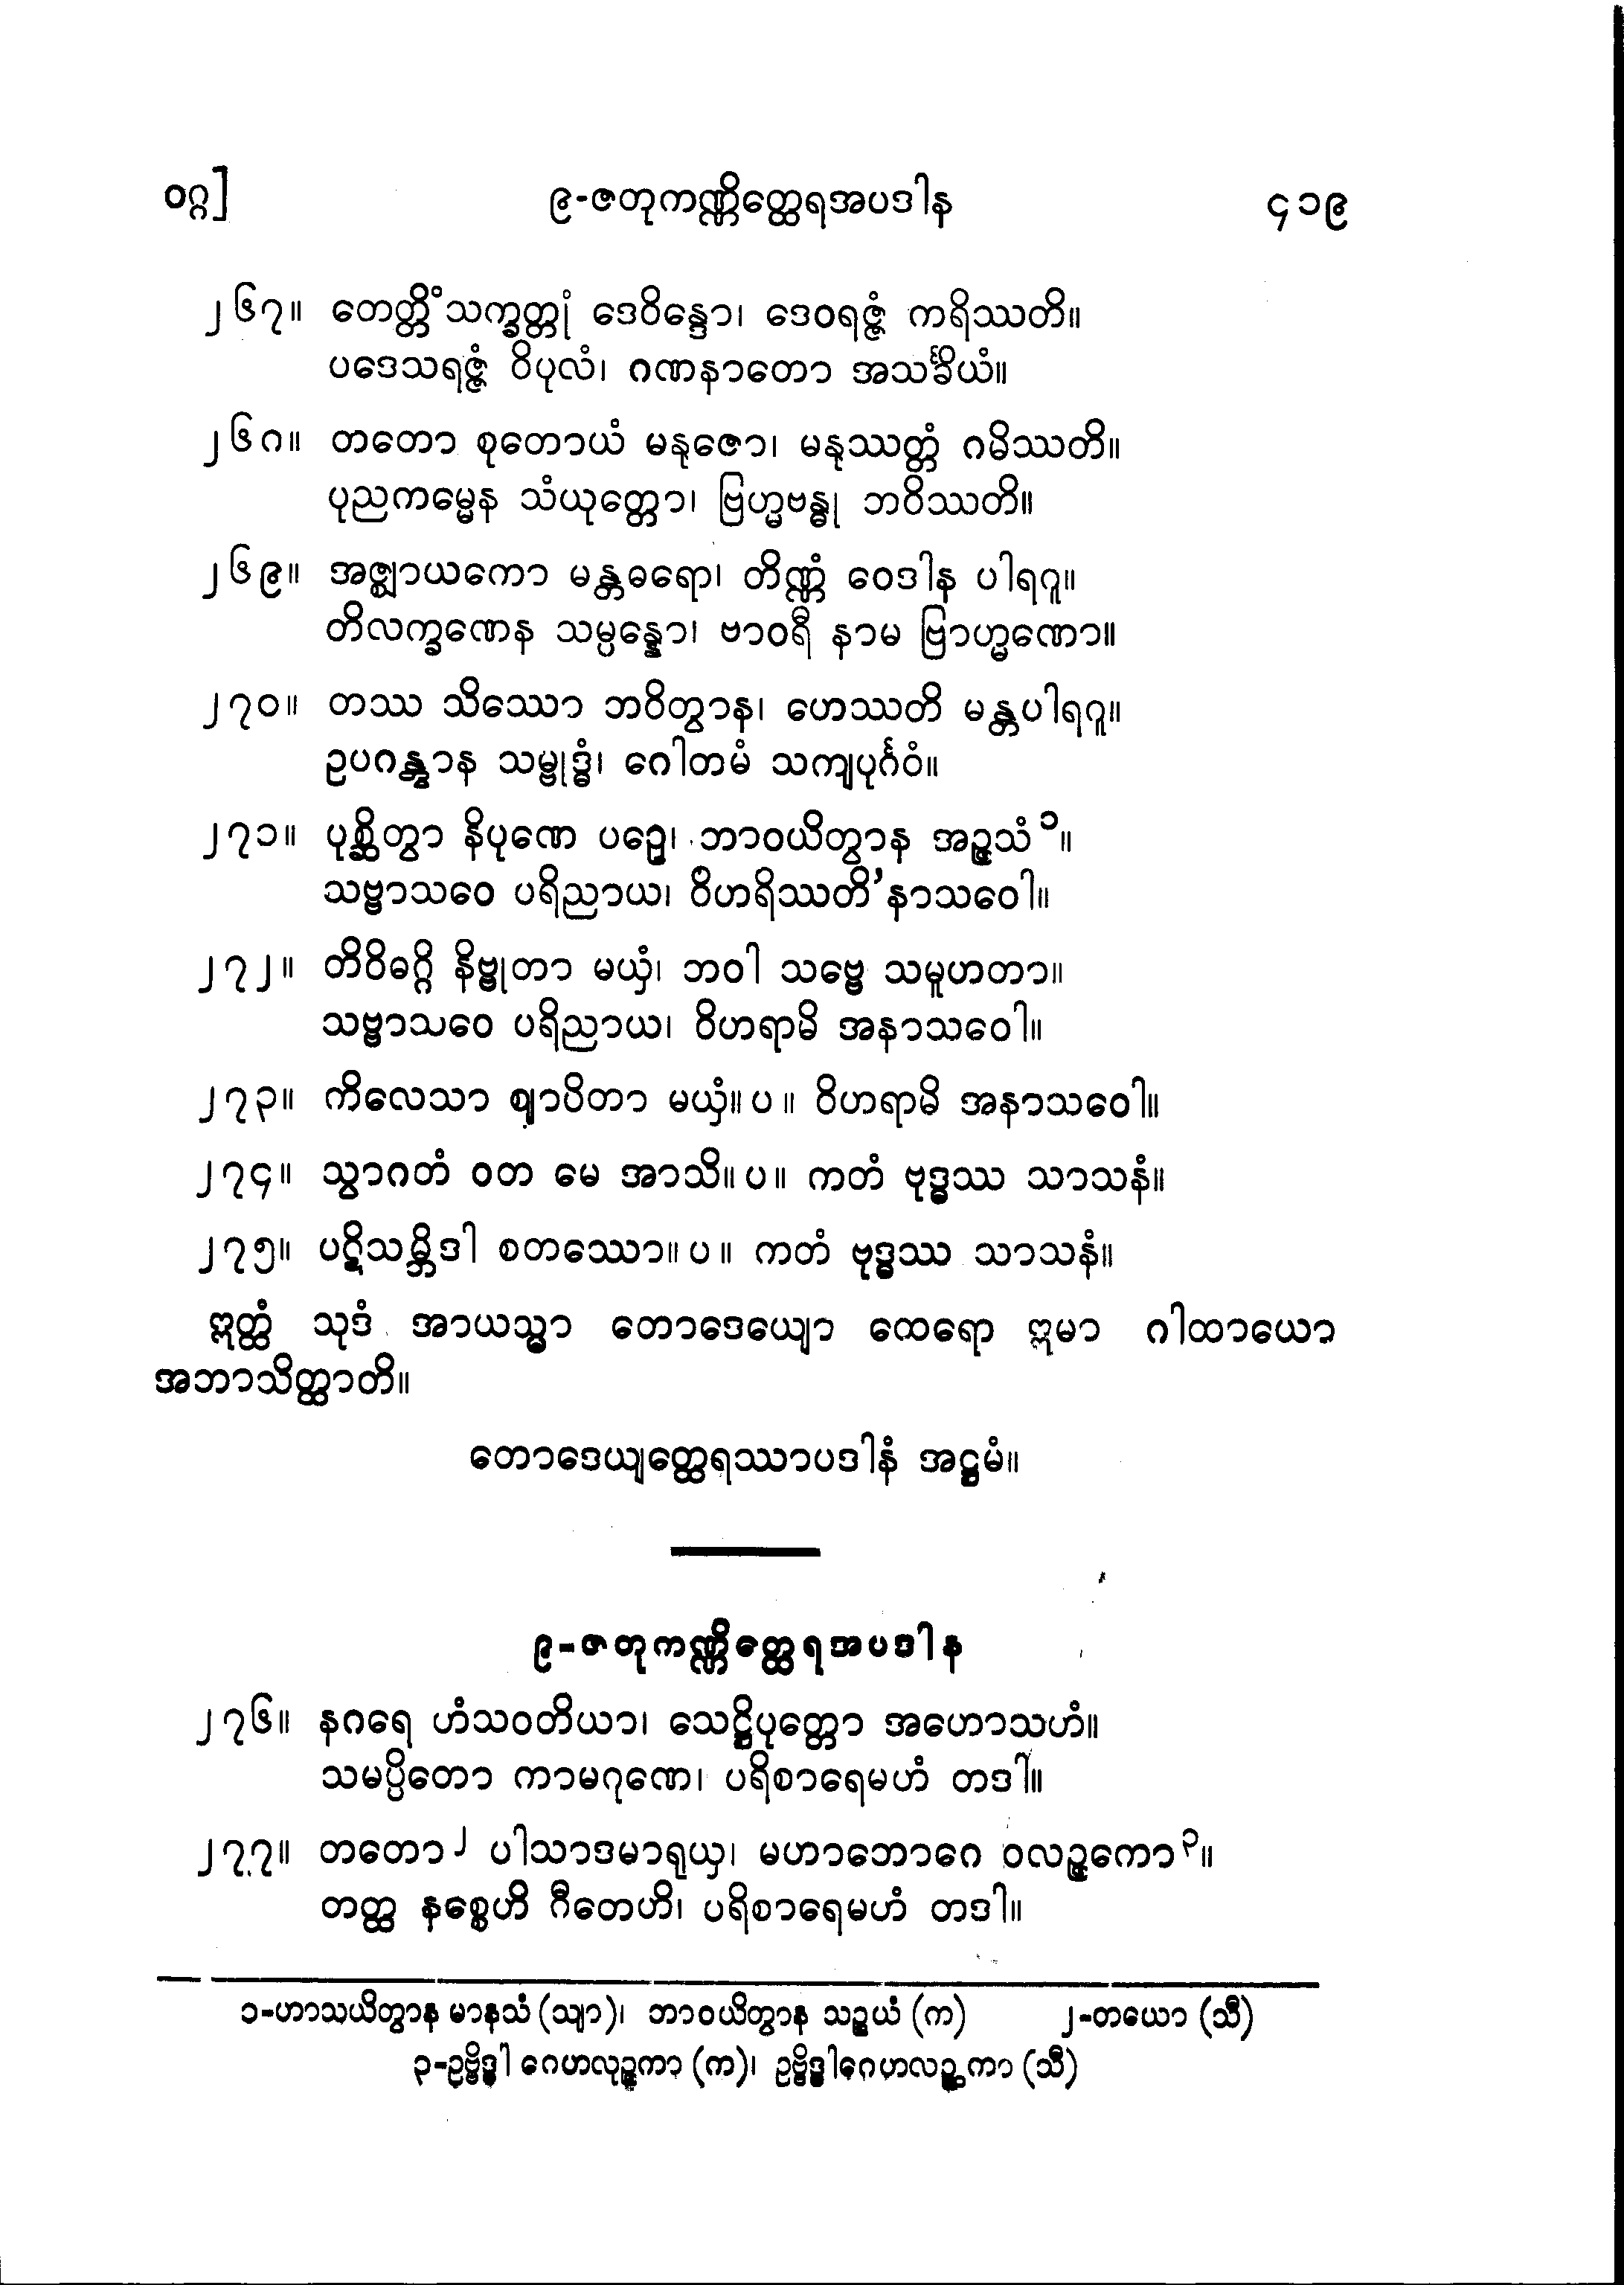 ဝဂ္ဂ]
၉-ဇတုကဏ္ဏိတ္ထေရအပဒါန
၄၁၉
၂၆၇။ တေတ္တိံသက္ခတ္တုံ ဒေဝိန္ဒော၊ ဒေဝရဇ္ဇံ ကရိဿတိ။
ပဒေသရဇ္ဇံ ဝိပုလံ၊ ဂဏနာတော အသင်္ခိယံ။
၂၆၈။ တတော စုတောယံ မနုဇော၊ မနုဿတ္တံ ဂမိဿတိ။
ပုညကမ္မေန သံယုတ္တော၊ ဗြဟ္မဗန္ဓု ဘဝိဿတိ။
၂၆၉။ အဇ္ဈာယကော မန္တဓရော၊ တိဏ္ဏံ ဝေဒါန ပါရဂူ။
တိလက္ခဏေန သမ္ပန္နော၊ ဗာဝရီ နာမ ဗြာဟ္မဏော။
၂၇၀။ တဿ သိဿော ဘဝိတွာန၊ ဟေဿတိ မန္တပါရဂူ။
ဥပဂန္တွာန သမ္ဗုဒ္ဓံ၊ ဂေါတမံ သကျပုင်္ဂဝံ။
၂၇၁။ ပုစ္ဆိတွာ နိပုဏေ ပဉှေ၊ ဘာဝယိတွာန အဉ္ဇသံ ၁။
သဗ္ဗာသဝေ ပရိညာယ၊ ဝိဟရိဿတိ’နာသဝေါ။
၂၇၂။ တိဝိဓဂ္ဂိ နိဗ္ဗုတာ မယှံ၊ ဘဝါ သဗ္ဗေ သမူဟတာ။
သဗ္ဗာသဝေ ပရိညာယ၊ ဝိဟရာမိ အနာသဝေါ။
၂၇၃။ ကိလေသာ ဈာပိတာ မယှံ။ ပ ။ ဝိဟရာမိ အနာသဝေါ။
၂၇၄။ သွာဂတံ ဝတ မေ အာသိ။ ပ။ ကတံ ဗုဒ္ဓဿ သာသနံ။
၂၇၅။ ပဋိသမ္ဘိဒါ စတဿော။ ပ ။ ကတံ ဗုဒ္ဓဿ သာသနံ။
ဣတ္ထံ သုဒံ အာယသ္မာ တောဒေယျော ထေရော ဣမာ ဂါထာယော
အဘာသိတ္ထာတိ။
တောဒေယျတ္ထေရဿာပဒါနံ အဋ္ဌမံ။
၉-ဇတုကဏ္ဏိတ္ထေရအပဒါန
၂၇၆။ နဂရေ ဟံသဝတိယာ၊ သေဋ္ဌိပုတ္တော အဟောသဟံ။
သမပ္ပိတော ကာမဂုဏေ၊ ပရိစာရေမဟံ တဒါ။
၂၇၇။ တတော ၂ ပါသာဒမာရုယှ၊ မဟာဘောဂေ ဝလဉ္ဇကော ၃။
တတ္ထ နစ္စေဟိ ဂီတေဟိ၊ ပရိစာရေမဟံ တဒါ။
၁-ဟာသယိတွာန မာနသံ (သျာ)၊ ဘာဝယိတွာန သဉ္စယံ (က) ၂-တယော (သီ)
၃-ဥဗ္ဗိဒ္ဓါ ဂေဟလုဉ္ဇကာ (က)၊ ဥဗ္ဗိဒ္ဓါဂေဟလဉ္ဆကာ (သီ)